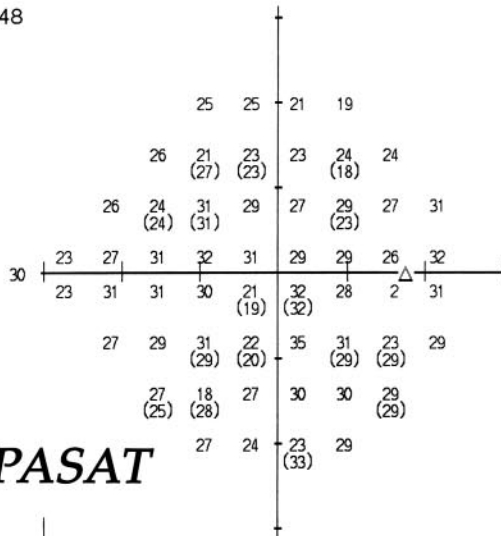 48
25 25 21 19
26 21 23 23 24 24
(27) (23) (18)
26 24 31 29 27 29 27 31
(24) (31) (23)
23 27 31 32 31 29 29 26 32
30
23 31 31 30 21 32 28 2 31
(19) (32)
27 29 31 22 35 31 23 29
(29) (20) (29) (29)
27 18 27 30 30 29
(25) (28) (29)
27 24 23 29
(33)
PASAT